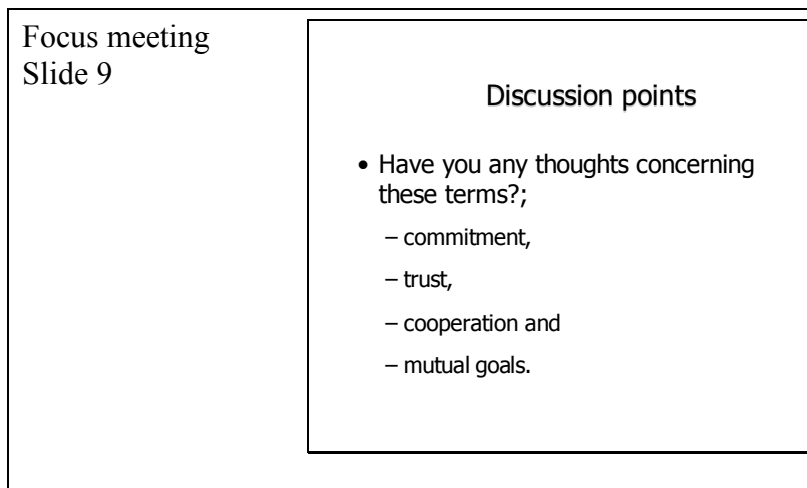 Focus meeting
Slide 9
Discussion points
• Have you any thoughts concerning
these terms?;
– commitment,
– trust,
– cooperation and
– mutual goals.